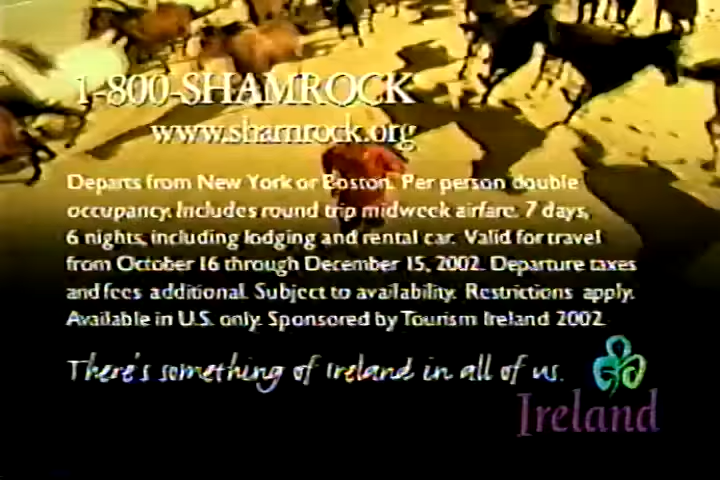 1-800-SHAMROCK
www.shamrock.org
Departs from New York or Boston. Per person double
occupancy. Includes round trip midweek airfare. 7 days,
6 nights, including lodging and rental car. Valid for travel
from October 16 through December 15, 2002. Departure taxes
and fees additional. Subject to availability. Restrictions apply.
Available in U.S. only. Sponsored by Tourism Ireland 2002.
There's something of Ireland in all of us.
Ireland